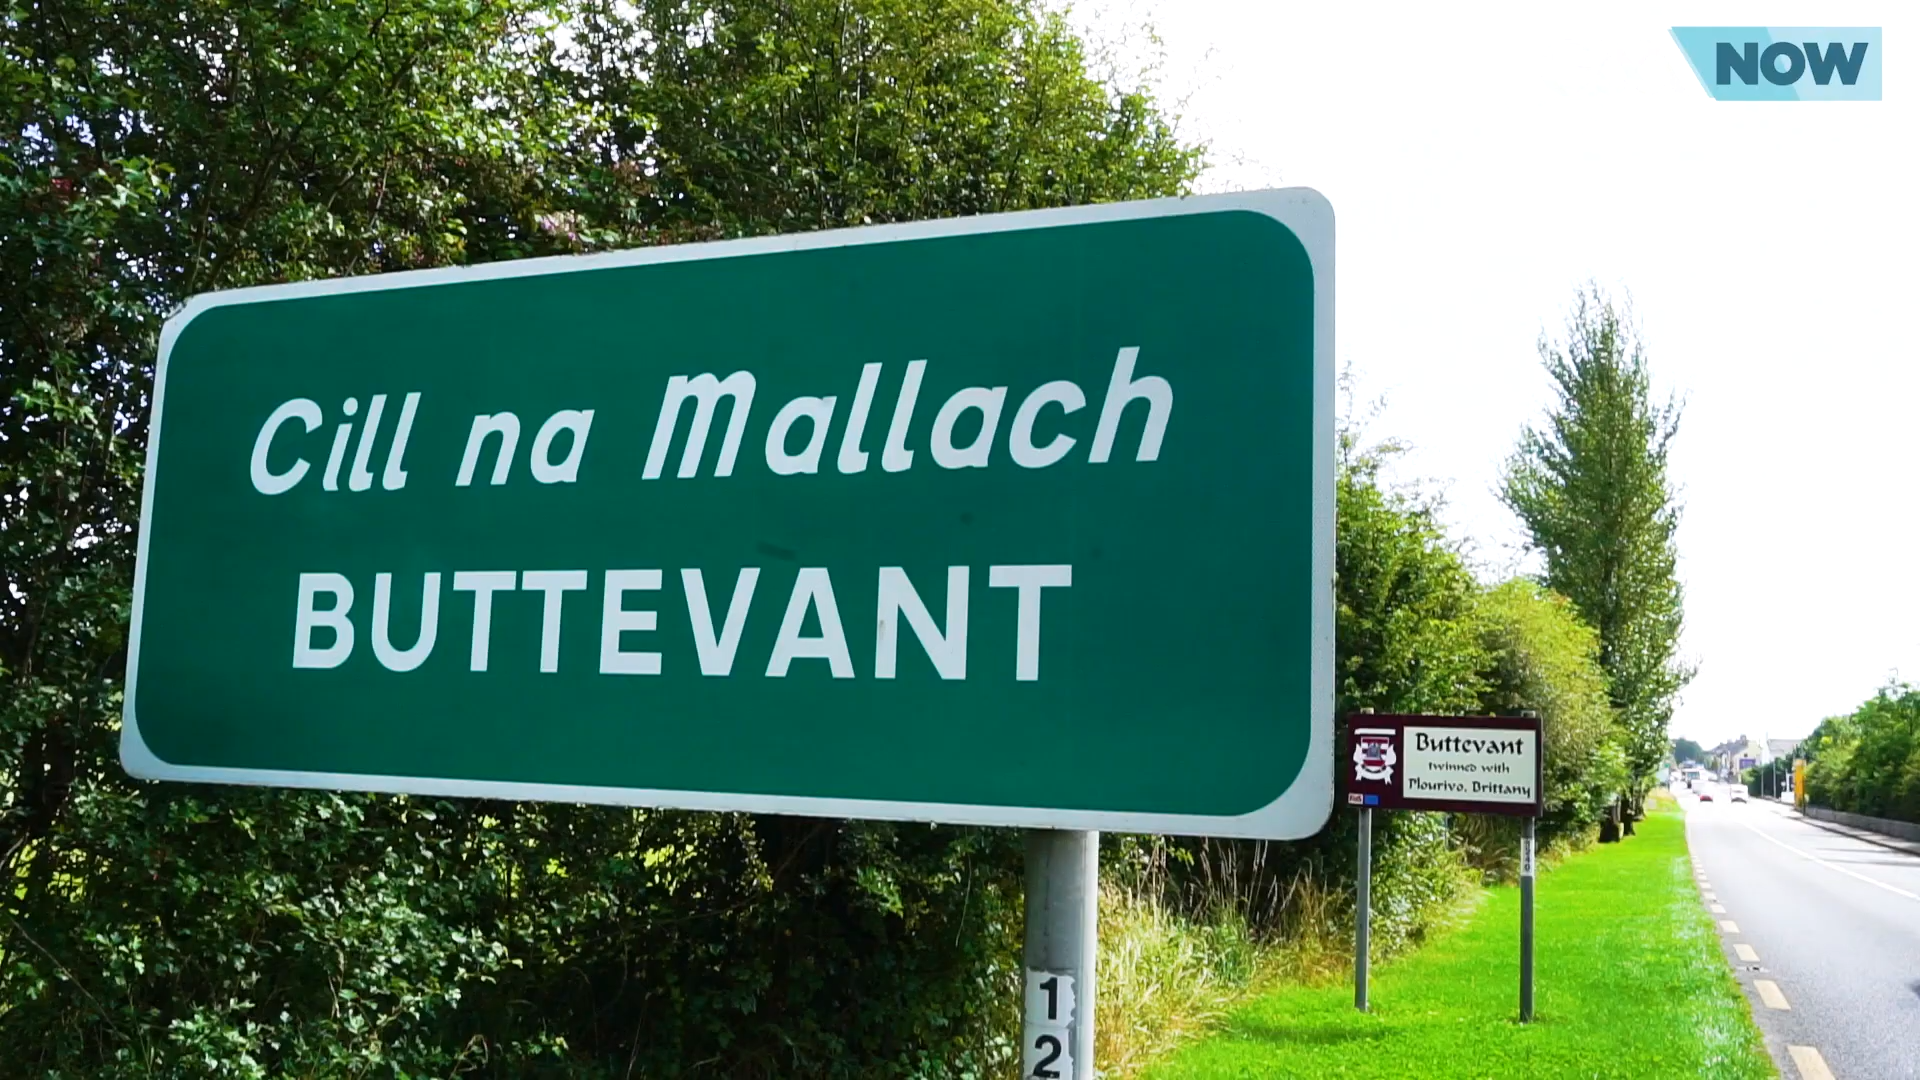 NOW
Cill na Mallach
BUTTEVANT
Buttevant
twinned with
Plourivo, Brittany
1
2